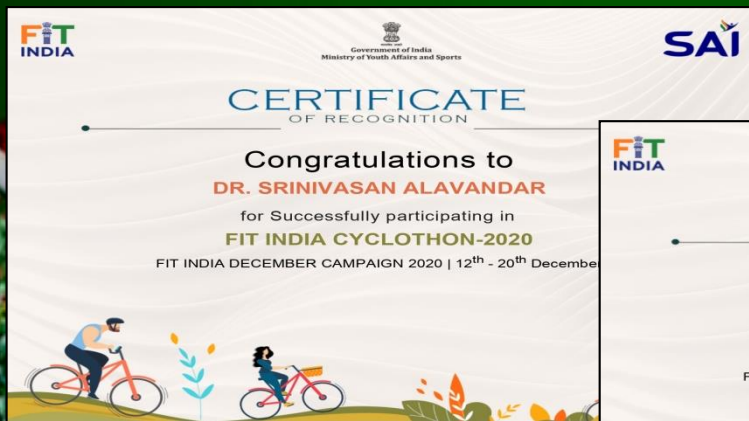 FiT
INDIA
Government of India
Ministry of Youth Affairs and Sports
SAI
CERTIFICATE
OF RECOGNITION
Congratulations to
DR. SRINIVASAN ALAVANDAR
for Successfully participating in
FIT INDIA CYCLOTHON-2020
FIT INDIA DECEMBER CAMPAIGN 2020 | 12th - 20th December
FiT
INDIA
F